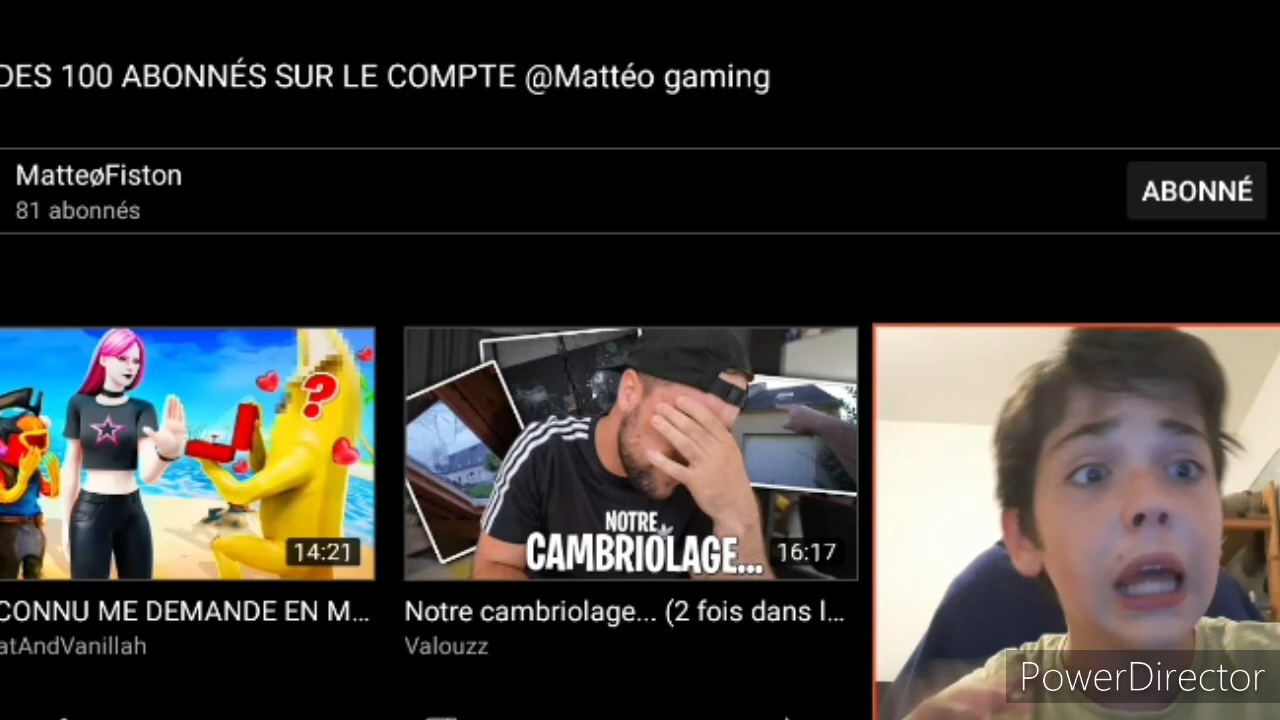 DES 100 ABONNÉS SUR LE COMPTE @Mattéo gaming
MatteøFiston
81 abonnés
ABONNÉ
?
14:21
NOTRE
CAMBRIOLAGE...
16:17
CONNU ME DEMANDE EN M...
atAndVanillah
Notre cambriolage... (2 fois dans l...
Valouzz
PowerDirector